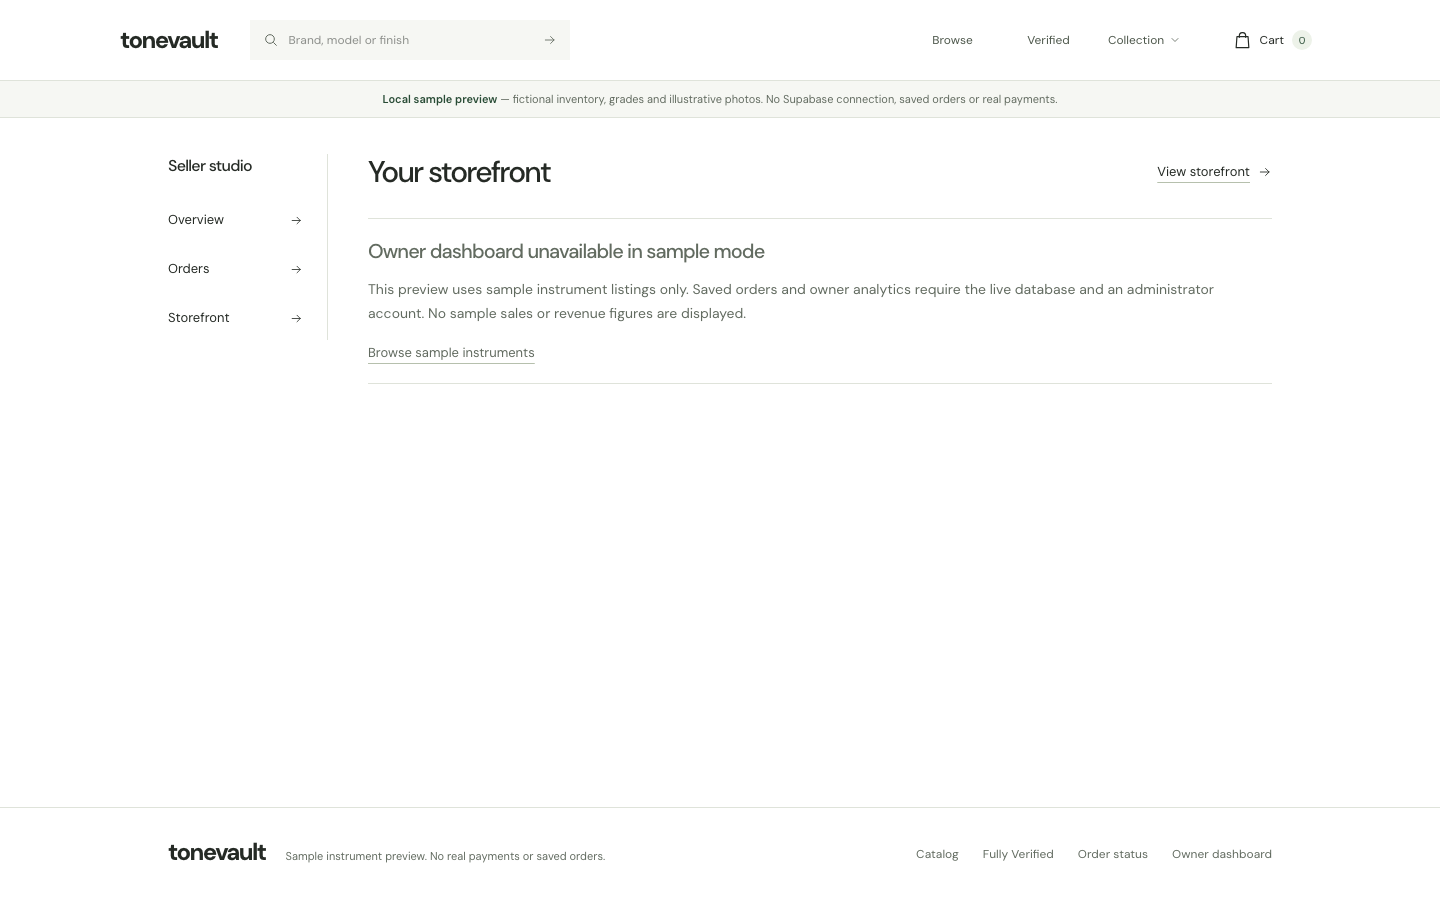 tonevault
Brand, model or finish
Browse
Verified
Collection
Cart 0
Local sample preview — fictional inventory, grades and illustrative photos. No Supabase connection, saved orders or real payments.
Seller studio
Overview
Orders
Storefront
Your storefront
View storefront
Owner dashboard unavailable in sample mode
This preview uses sample instrument listings only. Saved orders and owner analytics require the live database and an administrator
account. No sample sales or revenue figures are displayed.
Browse sample instruments
tonevault
Sample instrument preview. No real payments or saved orders.
Catalog
Fully Verified
Order status
Owner dashboard